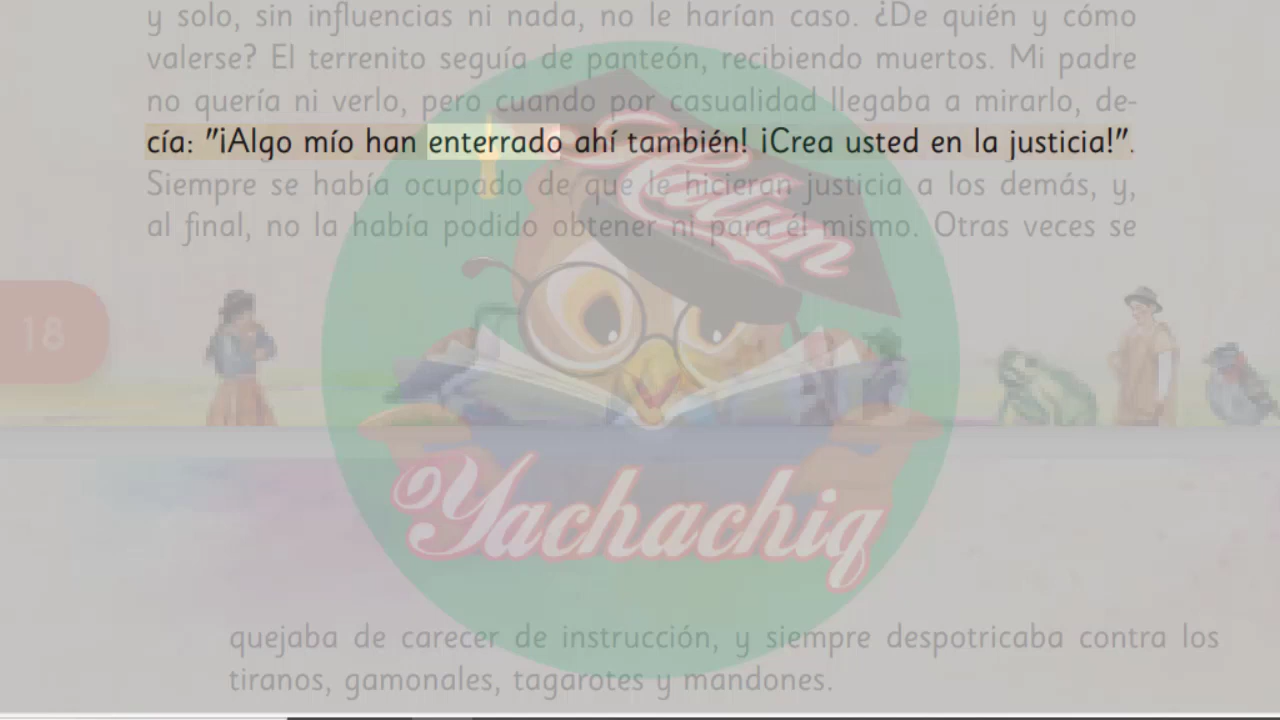 y solo, sin influencias ni nada, no le harían caso. ¿De quién y cómo
valerse? El terrenito seguía de panteón, recibiendo muertos. Mi padre
no quería ni verlo, pero cuando por casualidad llegaba a mirarlo, de-
cía: "¡Algo mío han enterrado ahí también! ¡Crea usted en la justicia!".
Siempre se había ocupado de que le hicieran justicia a los demás, y,
al final, no la había podido obtener ni para él mismo. Otras veces se
18
Yachachiq
quejaba de carecer de instrucción, y siempre despotricaba contra los
tiranos, gamonales, tagarotes y mandones.